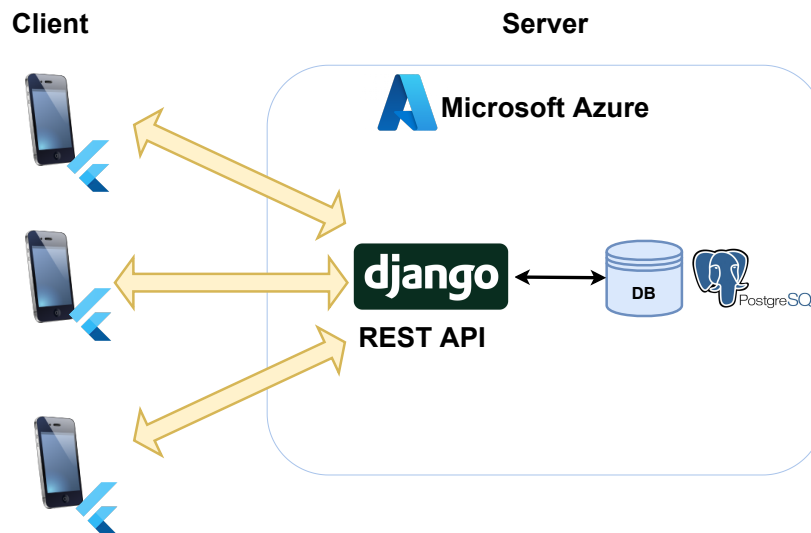 Client
Server
Microsoft Azure
django
REST API
DB
PostgreSQ